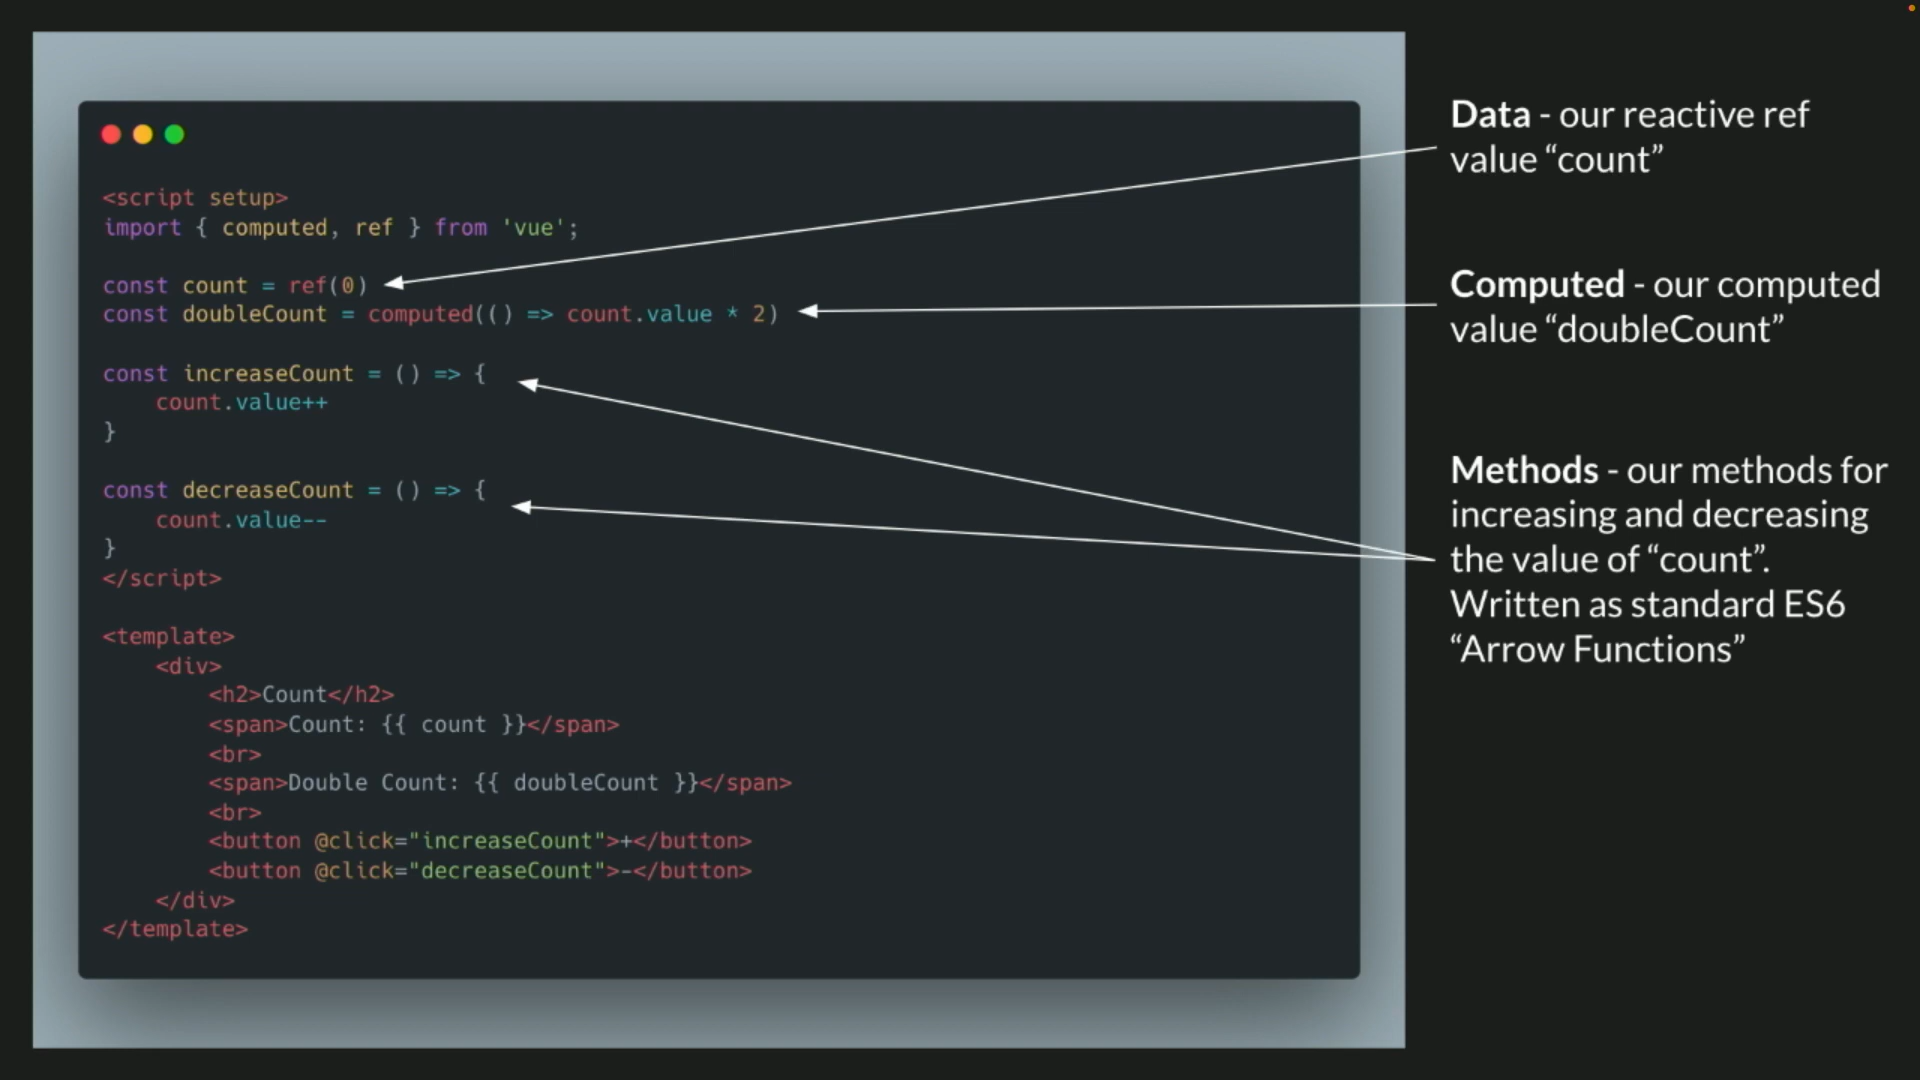 <script setup>
import { computed, ref } from 'vue';
const count = ref(0)
const doubleCount = computed(() => count.value * 2)
const increaseCount = () => {
    count.value++
}
const decreaseCount = () => {
    count.value--
}
</script>
<template>
    <div>
        <h2>Count</h2>
        <span>Count: {{ count }}</span>
        <br>
        <span>Double Count: {{ doubleCount }}</span>
        <br>
        <button @click="increaseCount">+</button>
        <button @click="decreaseCount">-</button>
    </div>
</template>
Data - our reactive ref
value “count”
Computed - our computed
value “doubleCount”
Methods - our methods for
increasing and decreasing
the value of “count”.
Written as standard ES6
“Arrow Functions”